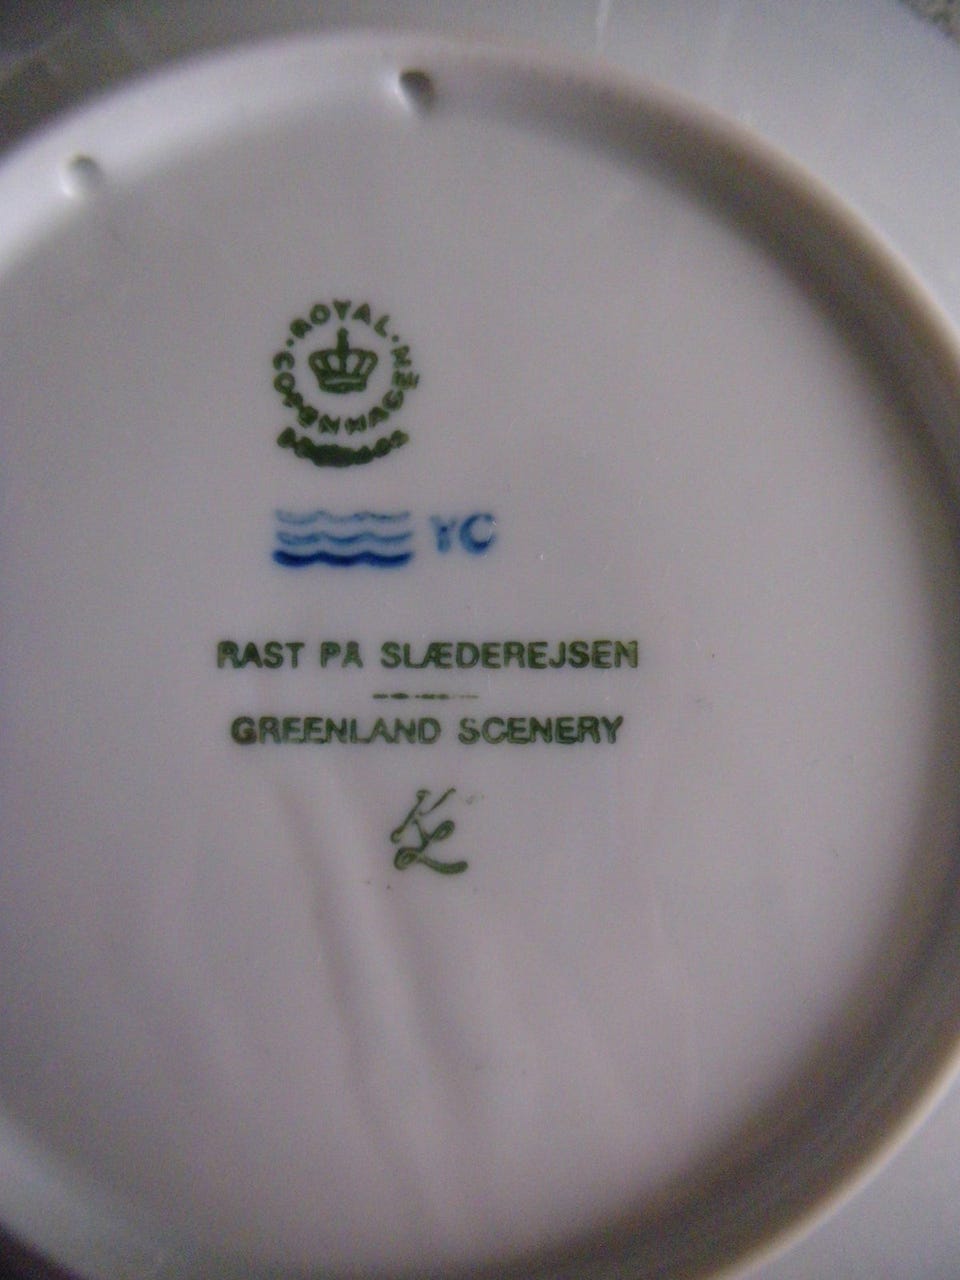 ROYAL COPENHAGEN
YC
RAST PÅ SLÆDEREJSEN
GREENLAND SCENERY
KL